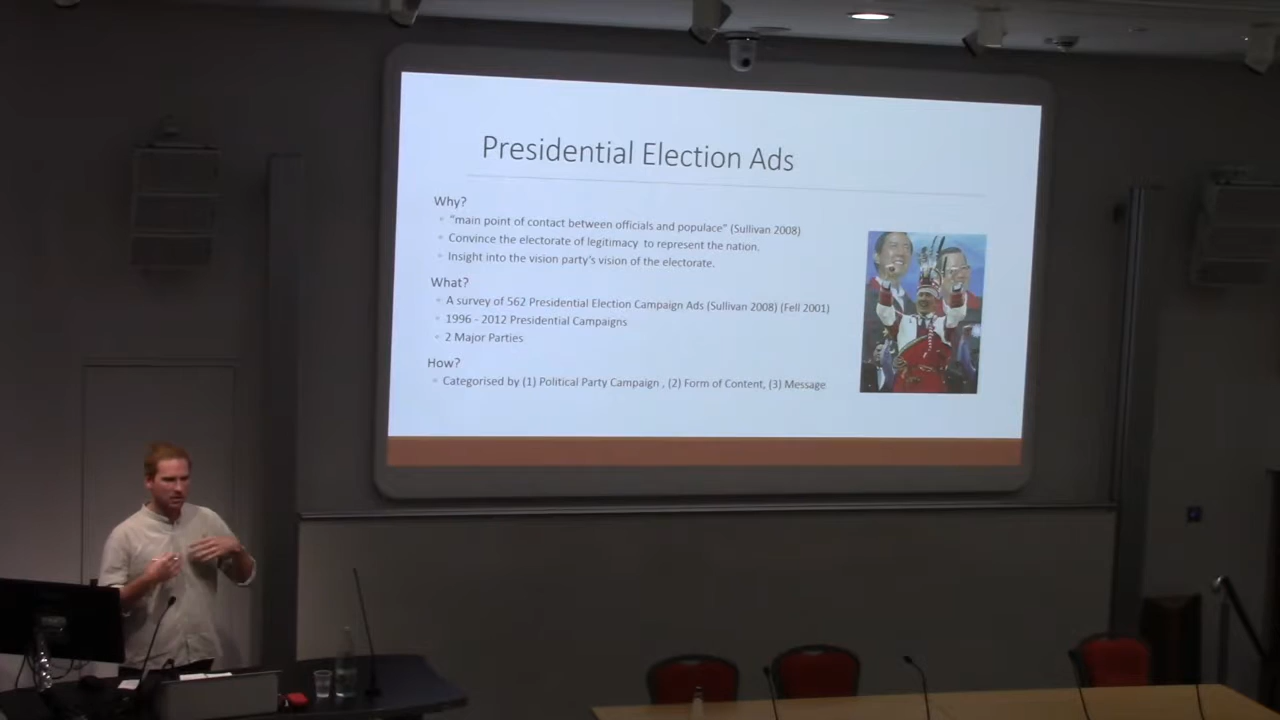 Presidential Election Ads
Why?
"main point of contact between officials and populace" (Sullivan 2008)
Convince the electorate of legitimacy to represent the nation.
Insight into the vision party's vision of the electorate.
What?
A survey of 562 Presidential Election Campaign Ads (Sullivan 2008) (Fell 2001)
1996 - 2012 Presidential Campaigns
2 Major Parties
How?
Categorised by (1) Political Party Campaign , (2) Form of Content, (3) Message